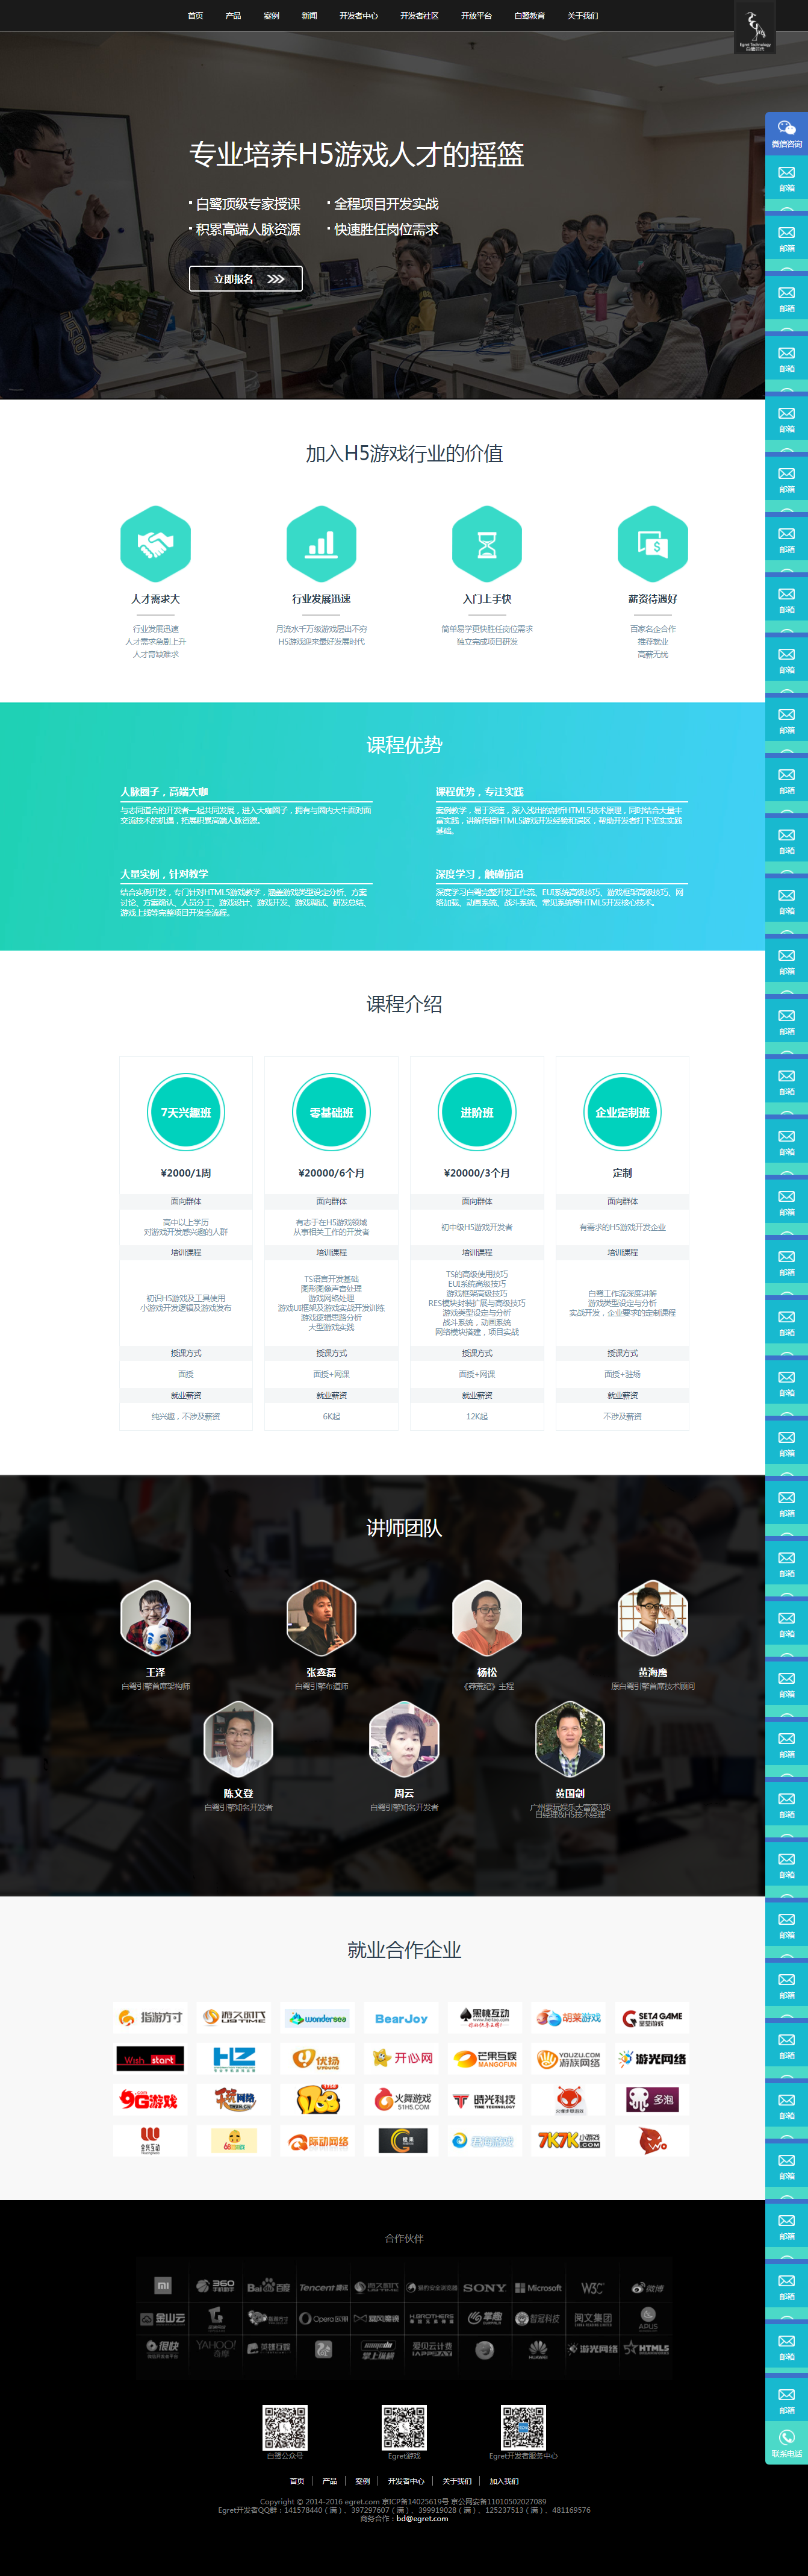 首页 产品 案例 新闻 开发者中心 开发者社区 开放平台 白鹭教育 关于我们
Egret Technology
白鹭时代
专业培养H5游戏人才的摇篮
白鹭顶级专家授课 全程项目开发实战
积累高端人脉资源 快速胜任岗位需求
立即报名
微信咨询
邮箱
加入H5游戏行业的价值
人才需求大 行业发展迅速 入门上手快 薪资待遇好
行业发展迅速 月流水千万级游戏层出不穷 简单易学更快胜任岗位需求 百家名企合作
人才需求急剧上升 H5游戏迎来最好发展时代 独立完成项目研发 推荐就业
人才奇缺难求 高薪无忧
课程优势
人脉圈子，高端大咖
与志同道合的开发者一起共同发展，进入大咖圈子，拥有与圈内大牛面对面
交流技术的机遇，拓展积累高端人脉资源。
课程优势，专注实践
案例教学，易于深造，深入浅出的剖析HTML5技术原理，同时结合大量丰
富实践，讲解传授HTML5游戏开发经验和误区，帮助开发者打下坚实实践
基础。
大量实例，针对教学
结合实例开发，专门针对HTML5游戏教学，涵盖游戏类型设定分析、方案
讨论、方案确认、人员分工、游戏设计、游戏开发、游戏调试、研发总结、
游戏上线等完整项目开发全流程。
深度学习，触碰前沿
深度学习白鹭完整开发工作流、EUI系统高级技巧、游戏框架高级技巧、网
络加载、动画系统、战斗系统、常见系统等HTML5开发核心技术。
课程介绍
7天兴趣班
¥2000/1周
面向群体
高中以上学历
对游戏开发感兴趣的人群
培训课程
初识H5游戏及工具使用
小游戏开发逻辑及游戏发布
授课方式
面授
就业薪资
纯兴趣，不涉及薪资
零基础班
¥20000/6个月
面向群体
有志于在H5游戏领域
从事相关工作的开发者
培训课程
TS语言开发基础
图形图像声音处理
游戏网络处理
游戏UI框架及游戏实战开发训练
游戏逻辑思路分析
大型游戏实践
授课方式
面授+网课
就业薪资
6K起
进阶班
¥20000/3个月
面向群体
初中级H5游戏开发者
培训课程
TS的高级使用技巧
EUI系统高级技巧
游戏框架高级技巧
RES模块封装扩展与高级技巧
游戏类型设定与分析
战斗系统，动画系统
网络模块搭建，项目实战
授课方式
面授+网课
就业薪资
12K起
企业定制班
定制
面向群体
有需求的H5游戏开发企业
培训课程
白鹭工作流深度讲解
游戏类型设定与分析
实战开发，企业要求的定制课程
授课方式
面授+驻场
就业薪资
不涉及薪资
讲师团队
王泽 张鑫磊 杨松 黄海鹰
白鹭引擎首席架构师 白鹭引擎布道师 《莽荒纪》主程 原白鹭引擎首席技术顾问
陈文登 周云 黄国剑
白鹭引擎知名开发者 白鹭引擎知名开发者 广州要玩娱乐大富豪3项
目经理&H5技术经理
就业合作企业
指游方寸 游久时代 wondersea BearJoy 黑桃互动 胡莱游戏 SETA GAME
Wish start HZ 优扬 开心网 芒果互娱 MANGOFUN YOUZU.COM 游族网络 游光网络
9G游戏 网络 1768 火舞游戏 51H5.COM 时光科技 TIME TECHNOLOGY 多泡
际动网络 7K7K小游戏 .COM
合作伙伴
MI 360 Baidu百度 Tencent 腾讯 SONY Microsoft W3C 微博
金山云 Opera 暴风魔镜 掌趣 智冠科技 阅文集团 APUS
很快 YAHOO! 奇摩 英雄互娱 掌上纵横 爱贝云计费 IAPPPAY HUAWEI 游光网络 HTML5
白鹭公众号 Egret游戏 Egret开发者服务中心
首页 产品 案例 开发者中心 关于我们 加入我们
Copyright © 2014-2016 egret.com 京ICP备14025619号 京公网安备11010502027089
Egret开发者QQ群：141578440（满）、397297607（满）、399919028（满）、125237513（满）、481169576
商务合作：bd@egret.com
联系电话